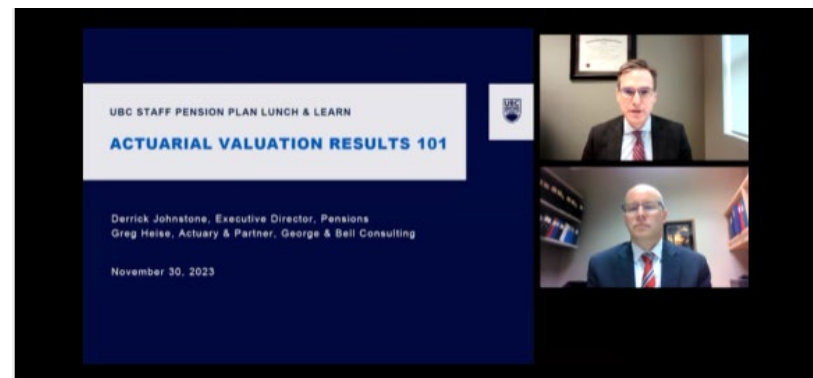 UBC STAFF PENSION PLAN LUNCH & LEARN
UBC
ACTUARIAL VALUATION RESULTS 101
Derrick Johnstone, Executive Director, Pensions
Greg Heise, Actuary & Partner, George & Bell Consulting
November 30, 2023